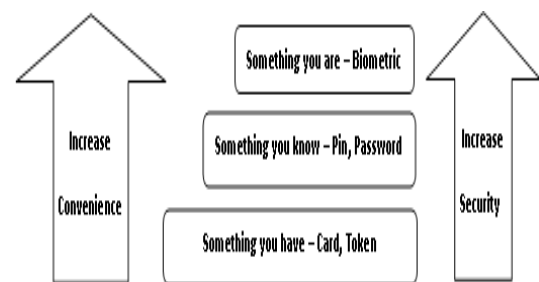 Something you are – Biometric
Increase
Convenience
Something you know – Pin, Password
Something you have – Card, Token
Increase
Security